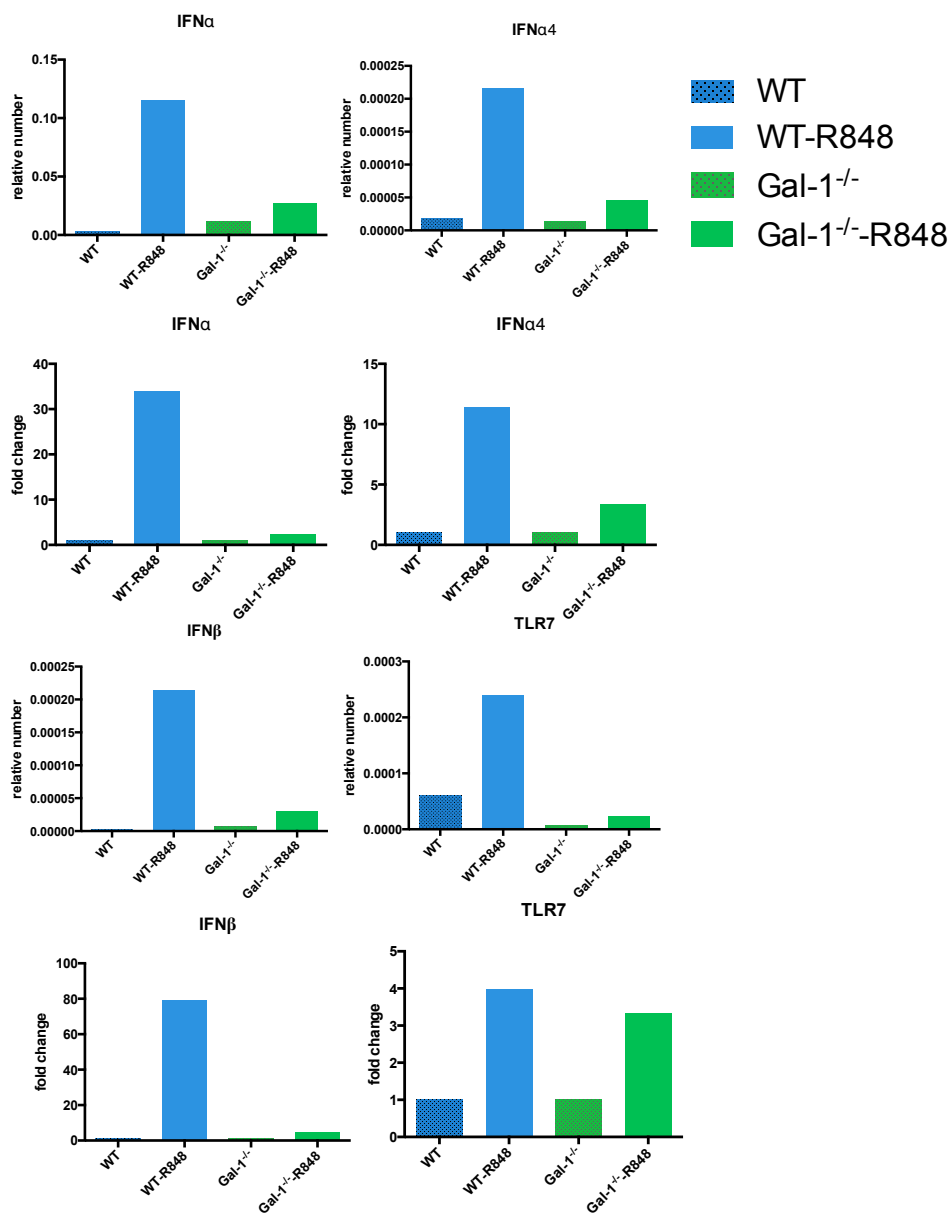 IFNα
relative number
0.15
0.10
0.05
0.00
WT
WT-R848
Gal-1-/-
Gal-1-/--R848
IFNα4
relative number
0.00025
0.00020
0.00015
0.00010
0.00005
0.00000
WT
WT-R848
Gal-1-/-
Gal-1-/--R848
WT
WT-R848
Gal-1-/-
Gal-1-/--R848
IFNα
fold change
40
30
20
10
0
WT
WT-R848
Gal-1-/-
Gal-1-/--R848
IFNα4
fold change
15
10
5
0
WT
WT-R848
Gal-1-/-
Gal-1-/--R848
IFNβ
relative number
0.00025
0.00020
0.00015
0.00010
0.00005
0.00000
WT
WT-R848
Gal-1-/-
Gal-1-/--R848
TLR7
relative number
0.0003
0.0002
0.0001
0.0000
WT
WT-R848
Gal-1-/-
Gal-1-/--R848
IFNβ
fold change
100
80
60
40
20
0
WT
WT-R848
Gal-1-/-
Gal-1-/--R848
TLR7
fold change
5
4
3
2
1
0
WT
WT-R848
Gal-1-/-
Gal-1-/--R848